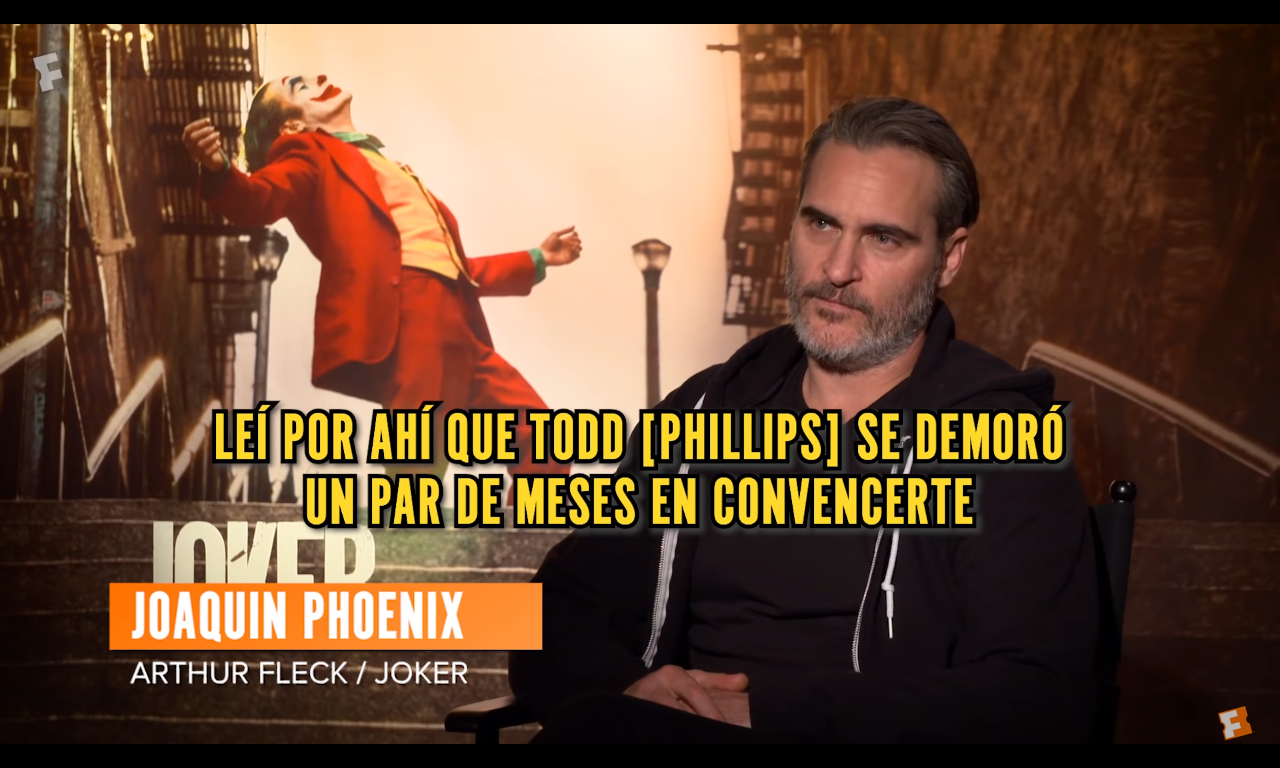 F
LEÍ POR AHÍ QUE TODD [PHILLIPS] SE DEMORÓ
UN PAR DE MESES EN CONVENCERTE
JOKER
JOAQUIN PHOENIX
ARTHUR FLECK / JOKER
F